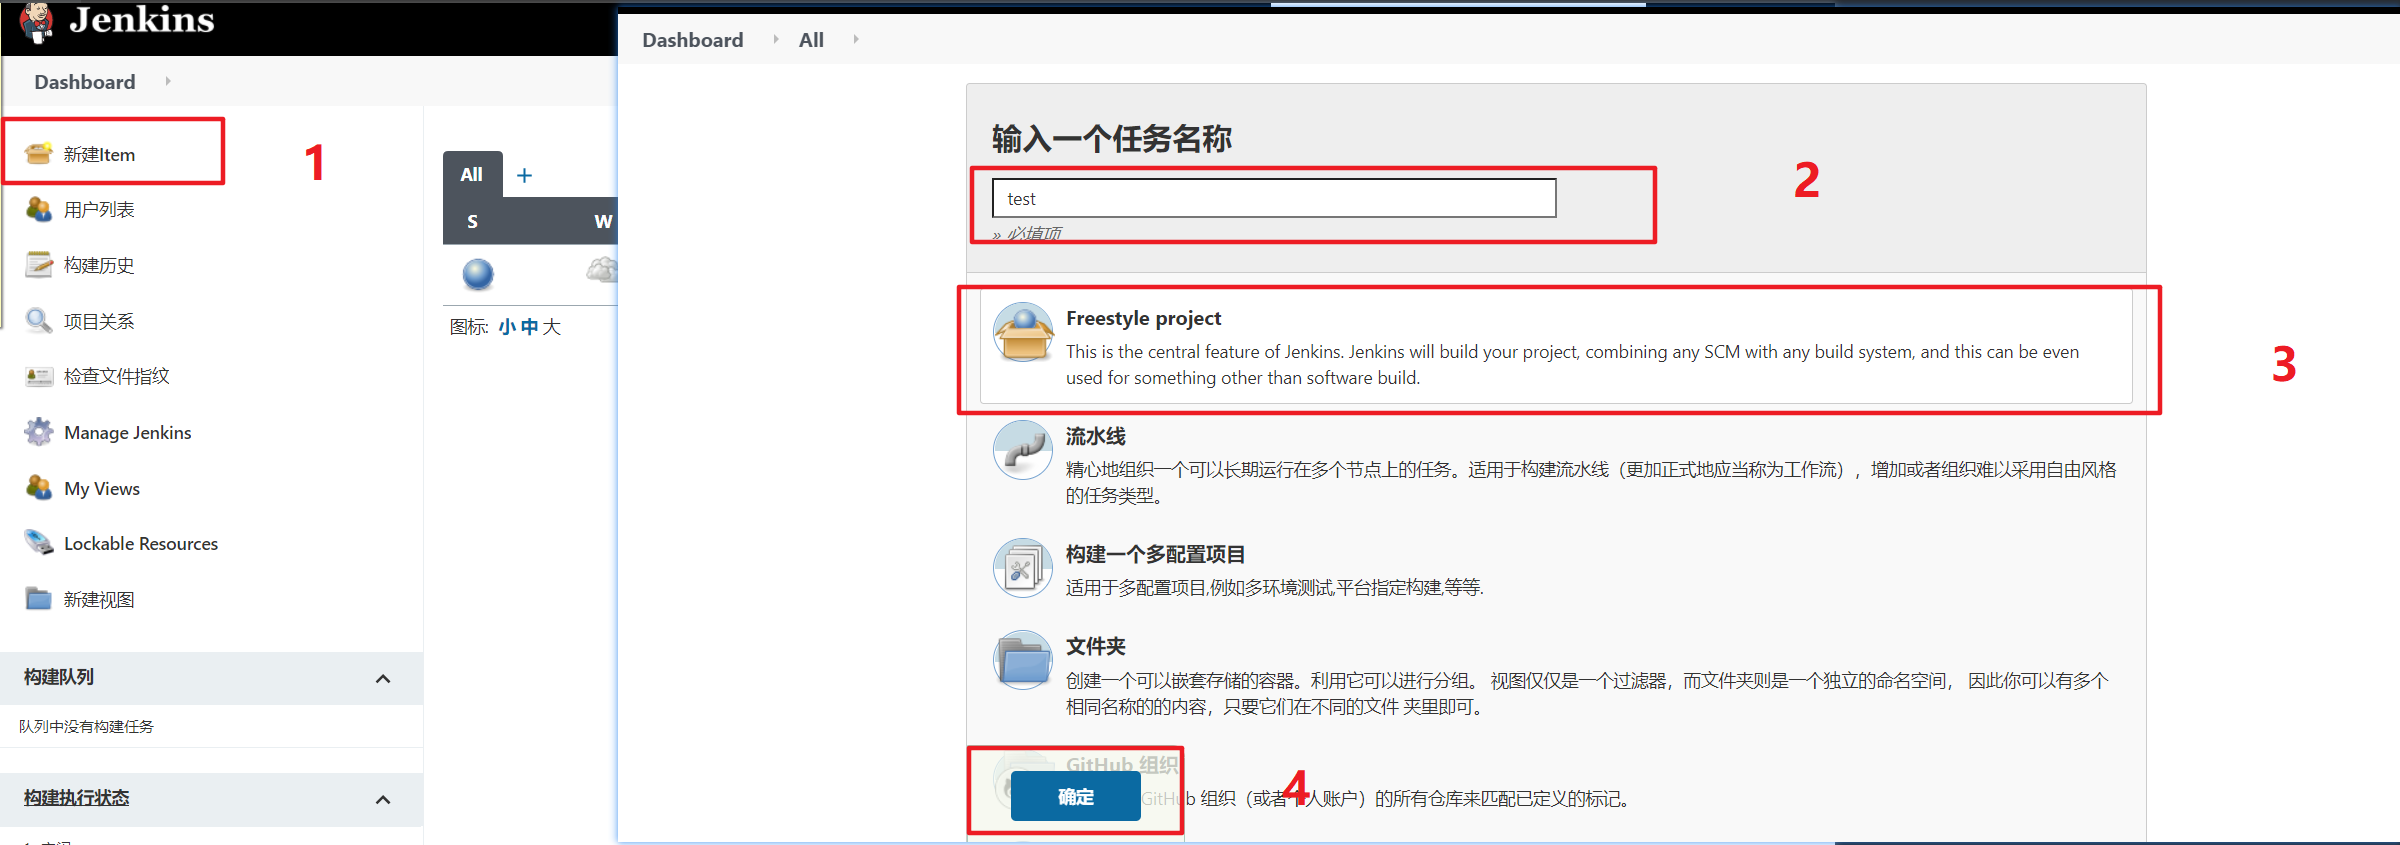 Jenkins
Dashboard
新建Item
1
用户列表
构建历史
项目关系
检查文件指纹
Manage Jenkins
My Views
Lockable Resources
新建视图
构建队列
队列中没有构建任务
构建执行状态
All +
S W
图标: 小 中 大
Dashboard All
输入一个任务名称
2
test
» 必填项
Freestyle project
This is the central feature of Jenkins. Jenkins will build your project, combining any SCM with any build system, and this can be even
used for something other than software build.
3
流水线
精心地组织一个可以长期运行在多个节点上的任务。适用于构建流水线（更加正式地应当称为工作流），增加或者组织难以采用自由风格
的任务类型。
构建一个多配置项目
适用于多配置项目,例如多环境测试,平台指定构建,等等.
文件夹
创建一个可以嵌套存储的容器。利用它可以进行分组。 视图仅仅是一个过滤器，而文件夹则是一个独立的命名空间， 因此你可以有多个
相同名称的的内容，只要它们在不同的文件 夹里即可。
GitHub 组织
确定
4
GitHub 组织（或者个人账户）的所有仓库来匹配已定义的标记。